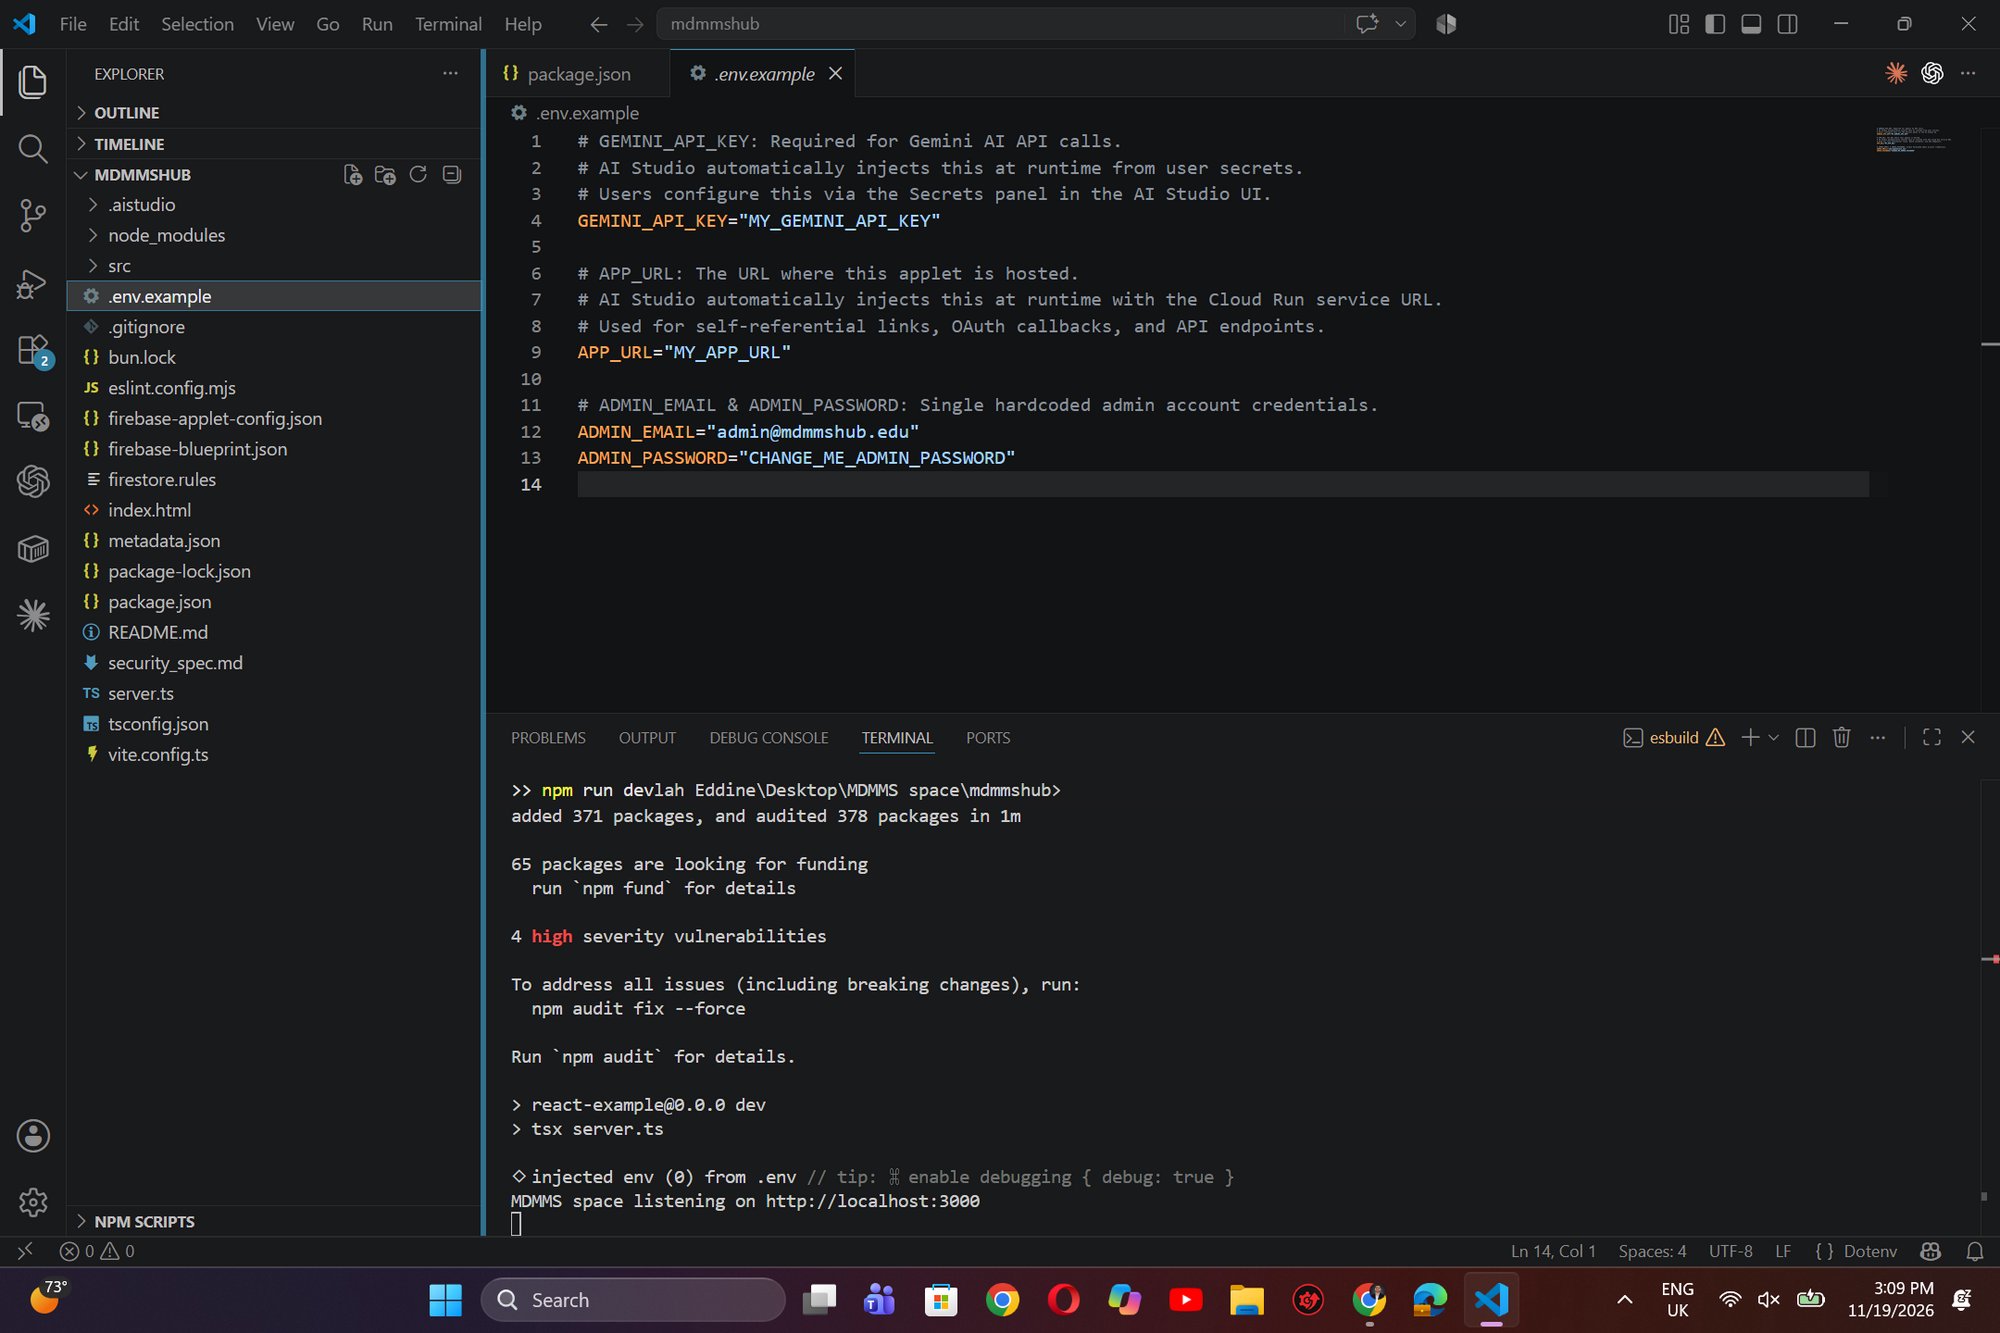 File Edit Selection View Go Run Terminal Help
mdmmshub
EXPLORER
OUTLINE
TIMELINE
MDMMSHUB
.aistudio
node_modules
src
.env.example
.gitignore
{} bun.lock
JS eslint.config.mjs
{} firebase-applet-config.json
{} firebase-blueprint.json
firestore.rules
<> index.html
{} metadata.json
{} package-lock.json
{} package.json
README.md
security_spec.md
TS server.ts
TS tsconfig.json
vite.config.ts
NPM SCRIPTS
2
{} package.json
.env.example
.env.example
1 # GEMINI_API_KEY: Required for Gemini AI API calls.
2 # AI Studio automatically injects this at runtime from user secrets.
3 # Users configure this via the Secrets panel in the AI Studio UI.
4 GEMINI_API_KEY="MY_GEMINI_API_KEY"
5
6 # APP_URL: The URL where this applet is hosted.
7 # AI Studio automatically injects this at runtime with the Cloud Run service URL.
8 # Used for self-referential links, OAuth callbacks, and API endpoints.
9 APP_URL="MY_APP_URL"
10
11 # ADMIN_EMAIL & ADMIN_PASSWORD: Single hardcoded admin account credentials.
12 ADMIN_EMAIL="admin@mdmmshub.edu"
13 ADMIN_PASSWORD="CHANGE_ME_ADMIN_PASSWORD"
14
PROBLEMS OUTPUT DEBUG CONSOLE TERMINAL PORTS
esbuild
>> npm run devlah Eddine\Desktop\MDMMS space\mdmmshub>
added 371 packages, and audited 378 packages in 1m
65 packages are looking for funding
run `npm fund` for details
4 high severity vulnerabilities
To address all issues (including breaking changes), run:
npm audit fix --force
Run `npm audit` for details.
> react-example@0.0.0 dev
> tsx server.ts
◇ injected env (0) from .env // tip: ⌘ enable debugging { debug: true }
MDMMS space listening on http://localhost:3000
0 0
Ln 14, Col 1 Spaces: 4 UTF-8 LF {} Dotenv
73°
Search
ENG
UK
3:09 PM
11/19/2026